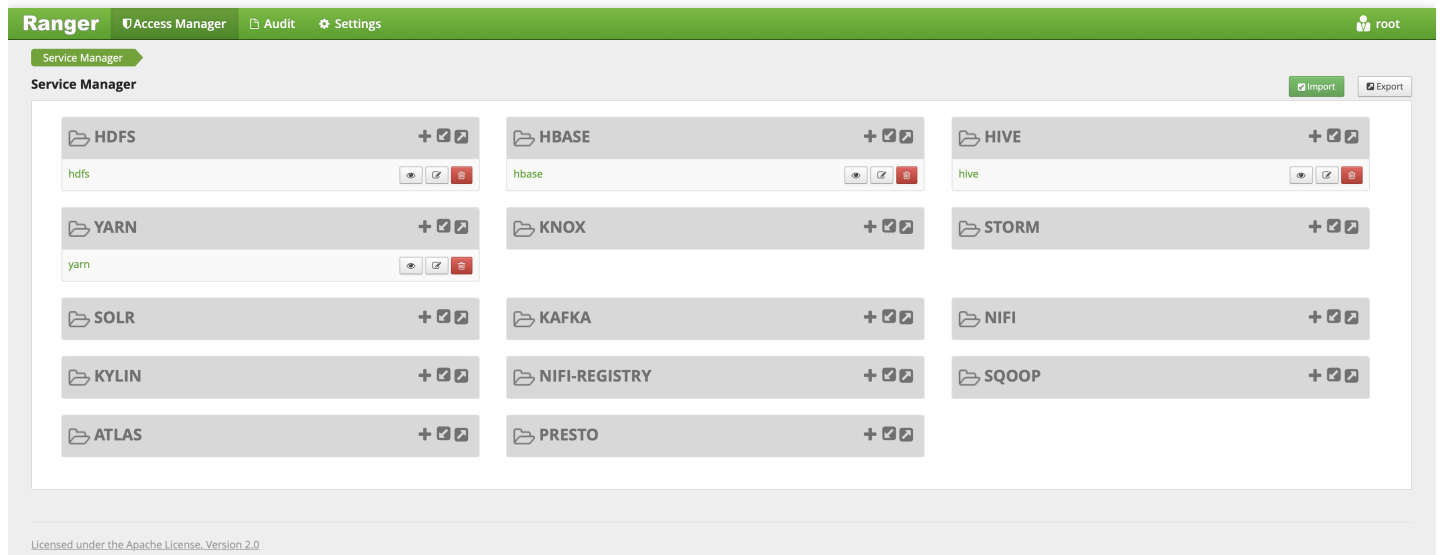 Ranger Access Manager Audit Settings root
Service Manager
Service Manager Import Export
HDFS HBASE HIVE
hdfs hbase hive
YARN KNOX STORM
yarn
SOLR KAFKA NIFI
KYLIN NIFI-REGISTRY SQOOP
ATLAS PRESTO
Licensed under the Apache License, Version 2.0